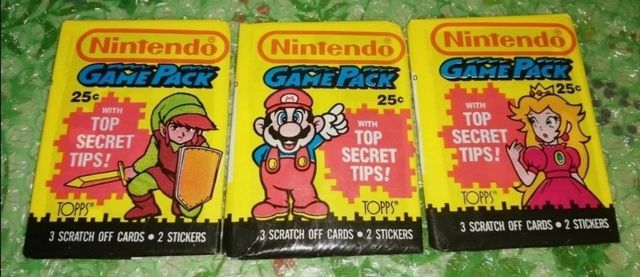 Nintendo®
GAME PACK
25¢
WITH
TOP
SECRET
TIPS!
TOPPS®
3 SCRATCH OFF CARDS • 2 STICKERS
Nintendo®
GAME PACK
25¢
WITH
TOP
SECRET
TIPS!
TOPPS®
3 SCRATCH OFF CARDS • 2 STICKERS
Nintendo®
GAME PACK
25¢
WITH
TOP
SECRET
TIPS!
TOPPS®
3 SCRATCH OFF CARDS • 2 STICKERS